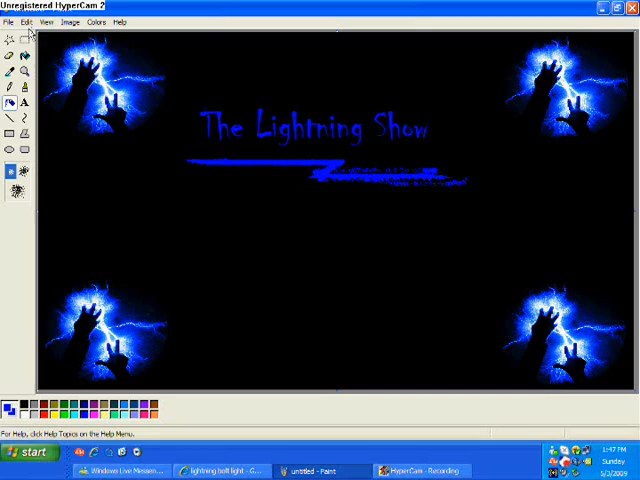 Unregistered HyperCam 2
File Edit View Image Colors Help
A
The Lightning Show
For Help, click Help Topics on the Help Menu.
start
Windows Live Messen...
lightning bolt light - G...
untitled - Paint
HyperCam - Recording
1:47 PM
Sunday
5/3/2009